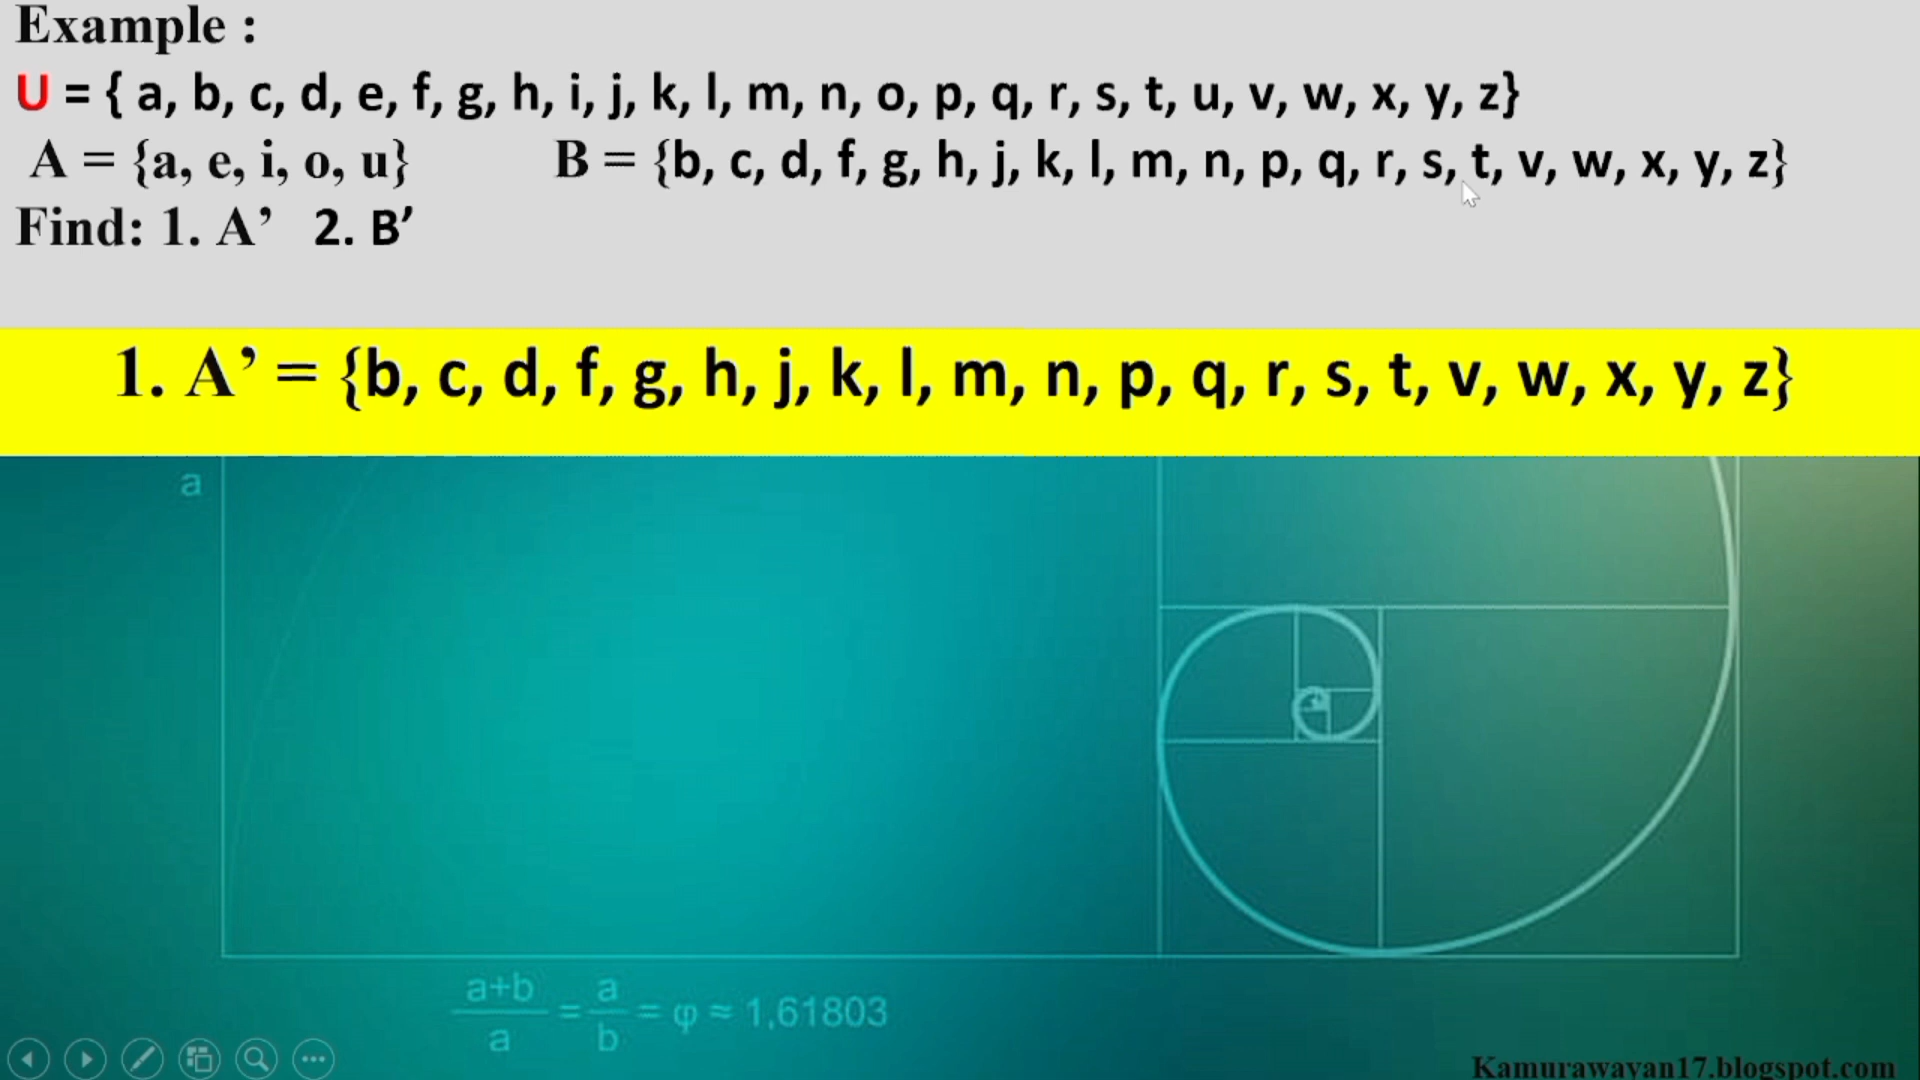 Example :
U = { a, b, c, d, e, f, g, h, i, j, k, l, m, n, o, p, q, r, s, t, u, v, w, x, y, z}
A = {a, e, i, o, u} B = {b, c, d, f, g, h, j, k, l, m, n, p, q, r, s, t, v, w, x, y, z}
Find: 1. A’ 2. B’
1. A’ = {b, c, d, f, g, h, j, k, l, m, n, p, q, r, s, t, v, w, x, y, z}
a
a+b/a = a/b = φ ≈ 1,61803
Kamurawayan17.blogspot.com